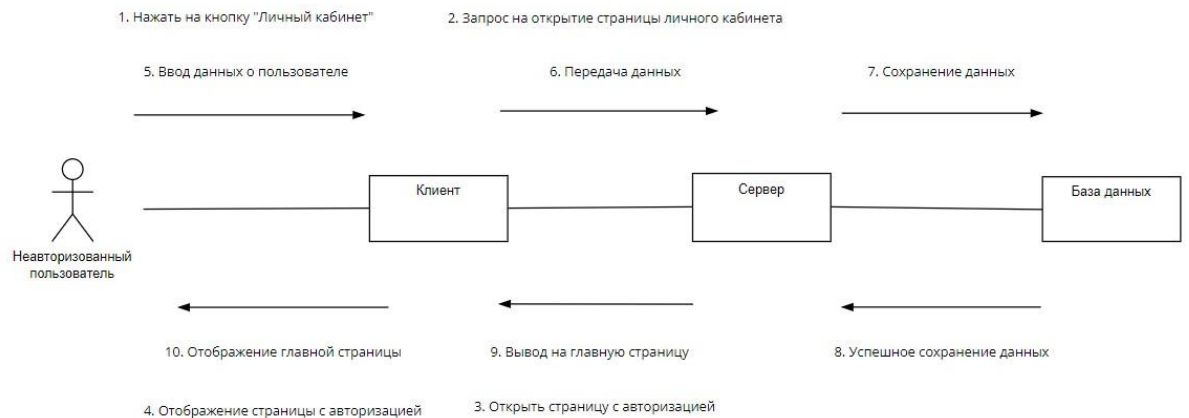 1. Нажать на кнопку "Личный кабинет"
2. Запрос на открытие страницы личного кабинета
5. Ввод данных о пользователе
6. Передача данных
7. Сохранение данных
Клиент
Сервер
База данных
Неавторизованный
пользователь
10. Отображение главной страницы
9. Вывод на главную страницу
8. Успешное сохранение данных
4. Отображение страницы с авторизацией
3. Открыть страницу с авторизацией